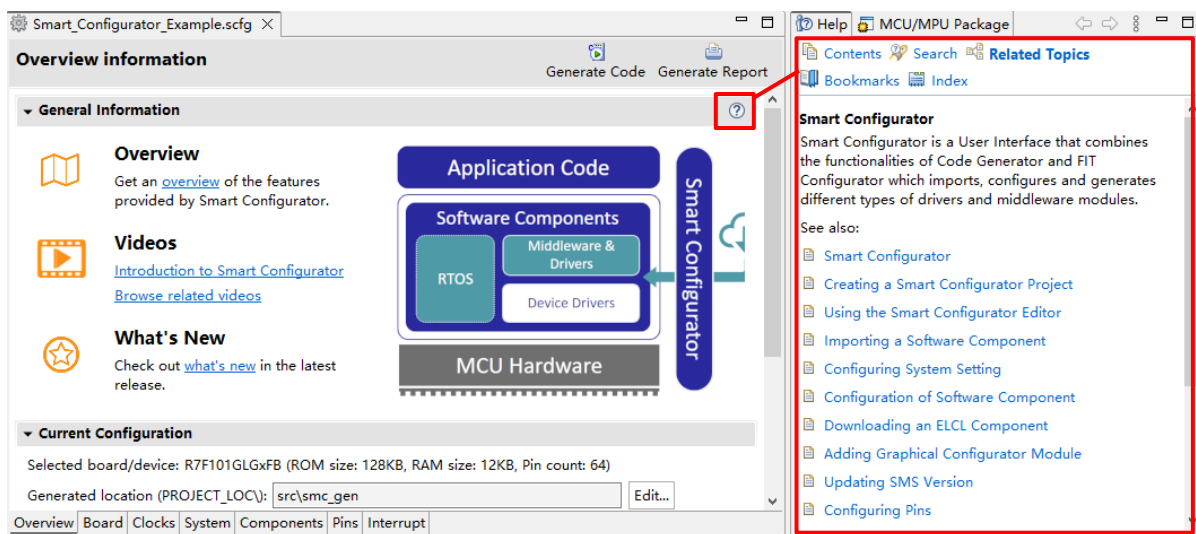 Smart_Configurator_Example.scfg
Overview information
Generate Code
Generate Report
General Information
Overview
Get an overview of the features
provided by Smart Configurator.
Videos
Introduction to Smart Configurator
Browse related videos
What's New
Check out what's new in the latest
release.
Application Code
Software Components
RTOS
Middleware &
Drivers
Device Drivers
MCU Hardware
Smart Configurator
Current Configuration
Selected board/device: R7F101GLGxFB (ROM size: 128KB, RAM size: 12KB, Pin count: 64)
Generated location (PROJECT_LOC\): src\smc_gen Edit...
Overview Board Clocks System Components Pins Interrupt
Help MCU/MPU Package
Contents Search Related Topics
Bookmarks Index
Smart Configurator
Smart Configurator is a User Interface that combines
the functionalities of Code Generator and FIT
Configurator which imports, configures and generates
different types of drivers and middleware modules.
See also:
Smart Configurator
Creating a Smart Configurator Project
Using the Smart Configurator Editor
Importing a Software Component
Configuring System Setting
Configuration of Software Component
Downloading an ELCL Component
Adding Graphical Configurator Module
Updating SMS Version
Configuring Pins